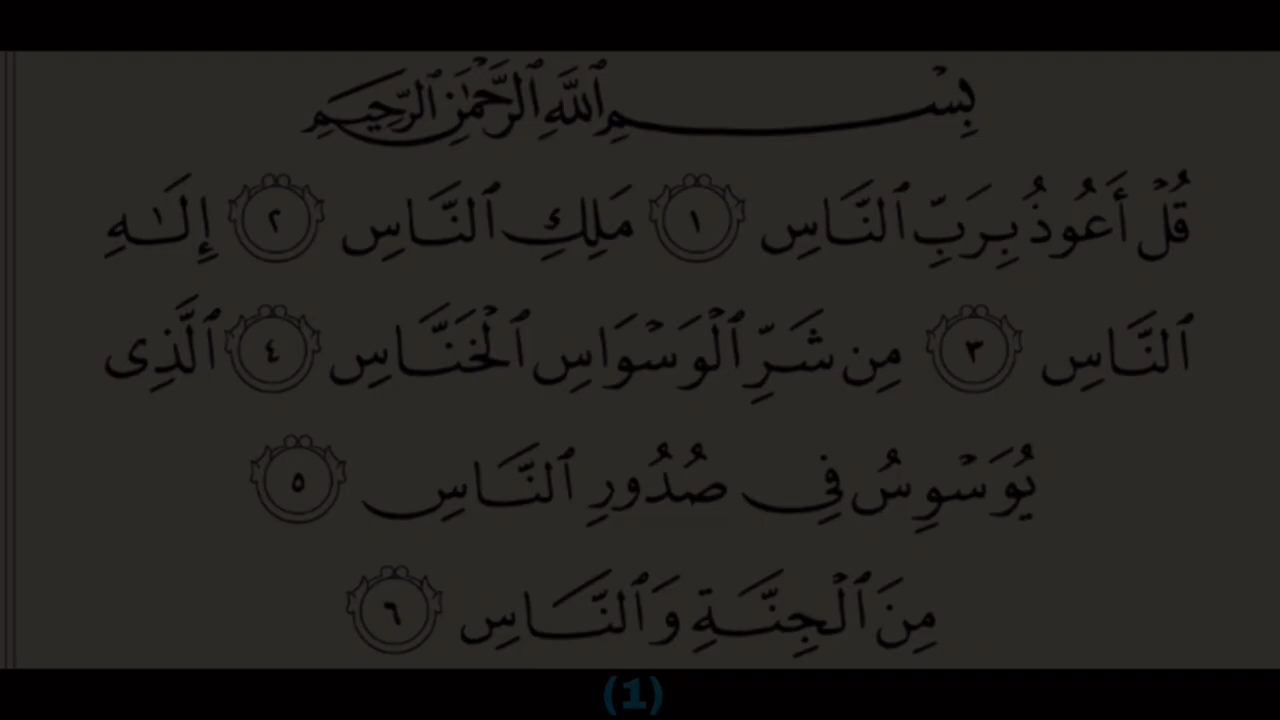 بِسْمِ ٱللَّهِ ٱلرَّحْمَٰنِ ٱلرَّحِيمِ
قُلْ أَعُوذُ بِرَبِّ ٱلنَّاسِ ١ مَلِكِ ٱلنَّاسِ ٢ إِلَٰهِ
ٱلنَّاسِ ٣ مِن شَرِّ ٱلْوَسْوَاسِ ٱلْخَنَّاسِ ٤ ٱلَّذِى
يُوَسْوِسُ فِى صُدُورِ ٱلنَّاسِ ٥
مِنَ ٱلْجِنَّةِ وَٱلنَّاسِ ٦
(1)